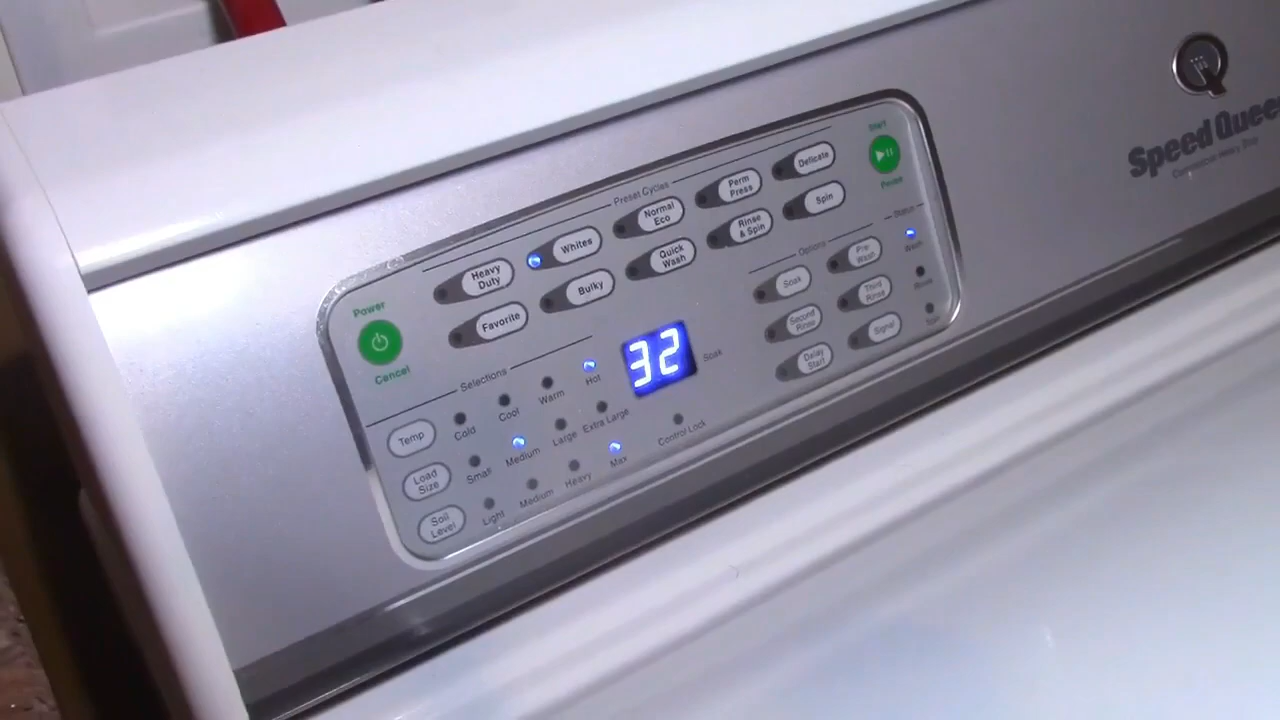 Speed Queen
Commercial Heavy Duty
Power
Cancel
Preset Cycles
Heavy
Duty
Whites
Normal
Eco
Perm
Press
Delicate
Favorite
Bulky
Quick
Wash
Rinse
& Spin
Spin
Start
Pause
Selections
Temp
Cold
Cool
Warm
Hot
Load
Size
Small
Medium
Large
Extra Large
Soil
Level
Light
Medium
Heavy
Max
32
Soak
Control Lock
Options
Soak
Pre
Wash
Second
Rinse
Third
Rinse
Delay
Start
Signal
Status
Wash
Rinse
Spin